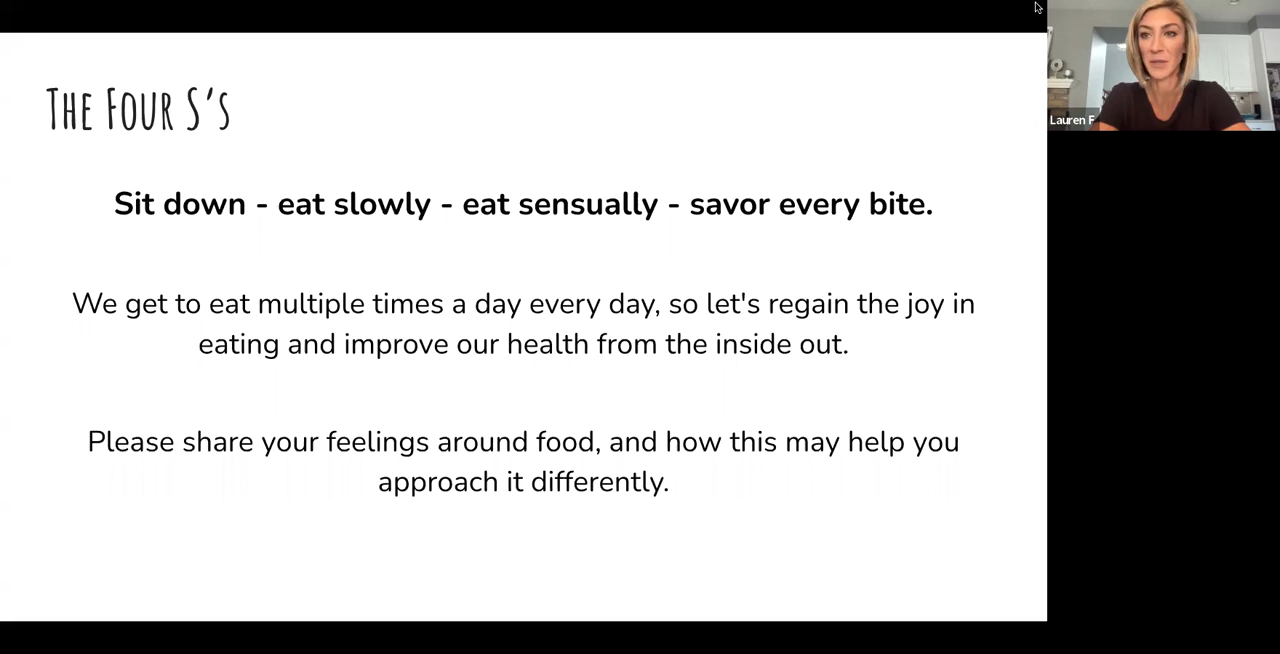 The Four S's
Sit down - eat slowly - eat sensually - savor every bite.
We get to eat multiple times a day every day, so let's regain the joy in
eating and improve our health from the inside out.
Please share your feelings around food, and how this may help you
approach it differently.
Lauren F